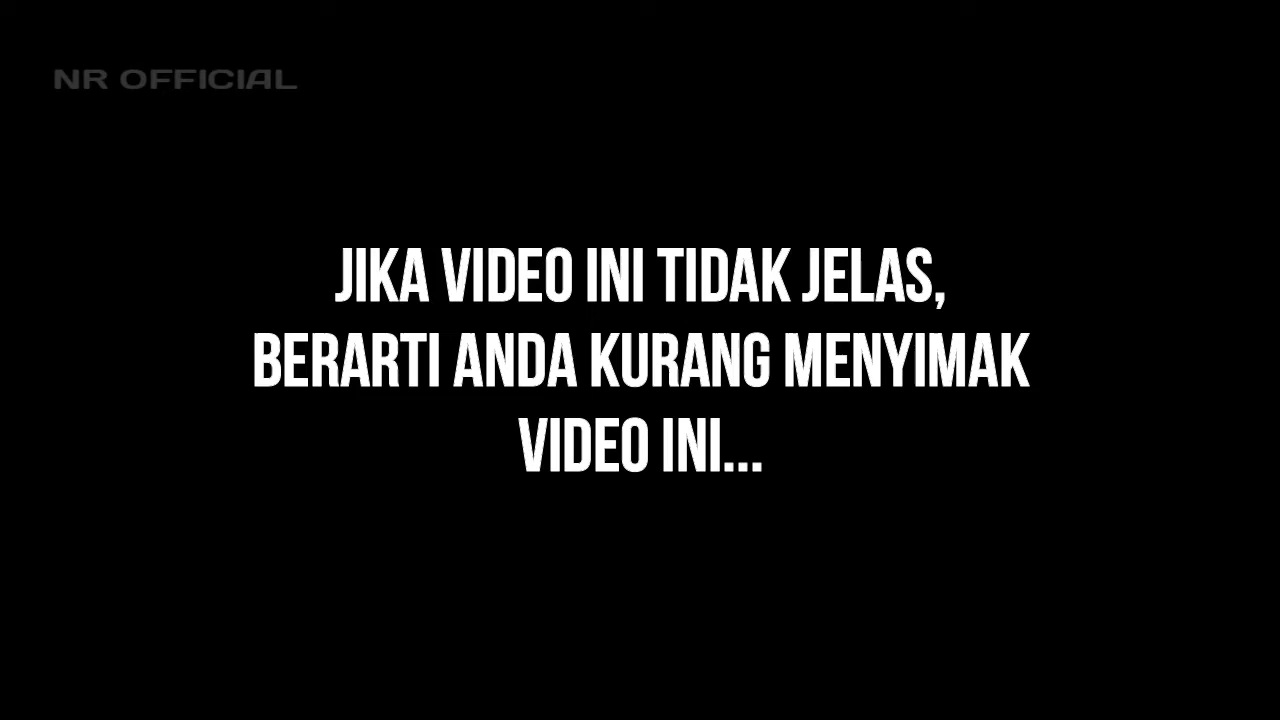 NR OFFICIAL
JIKA VIDEO INI TIDAK JELAS,
BERARTI ANDA KURANG MENYIMAK
VIDEO INI...